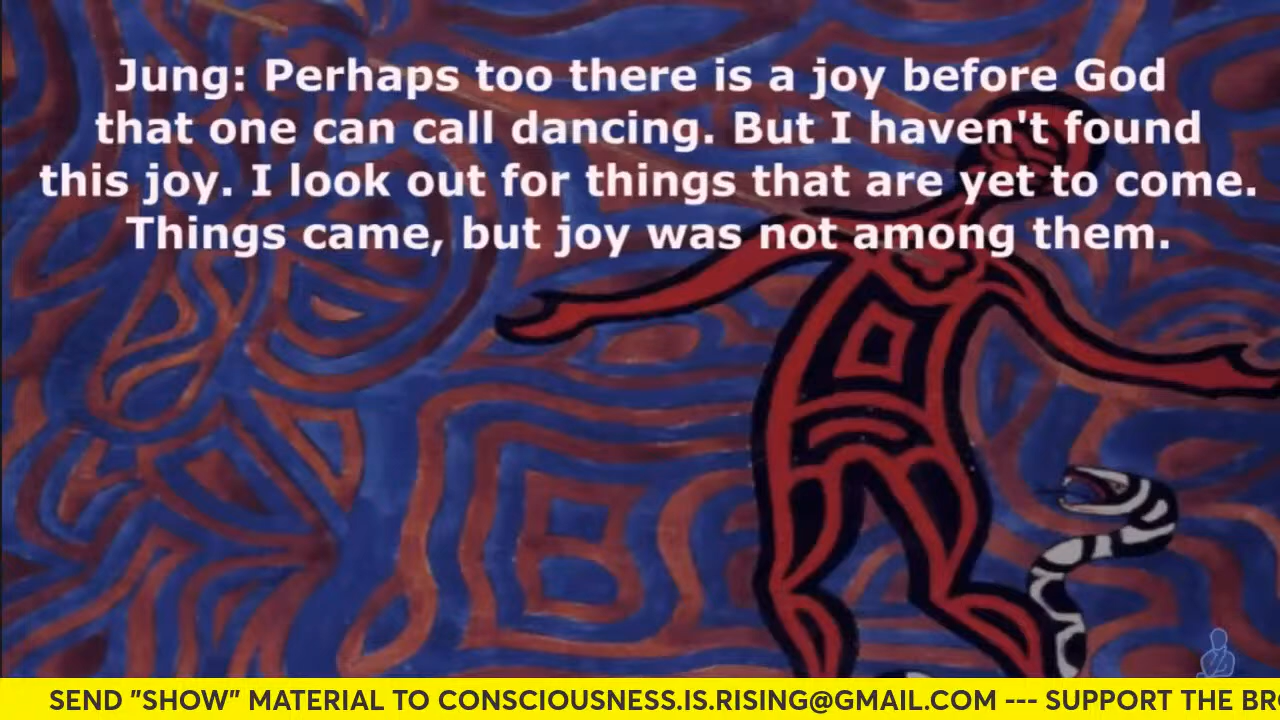 Jung: Perhaps too there is a joy before God
that one can call dancing. But I haven't found
this joy. I look out for things that are yet to come.
Things came, but joy was not among them.
SEND "SHOW" MATERIAL TO CONSCIOUSNESS.IS.RISING@GMAIL.COM --- SUPPORT THE